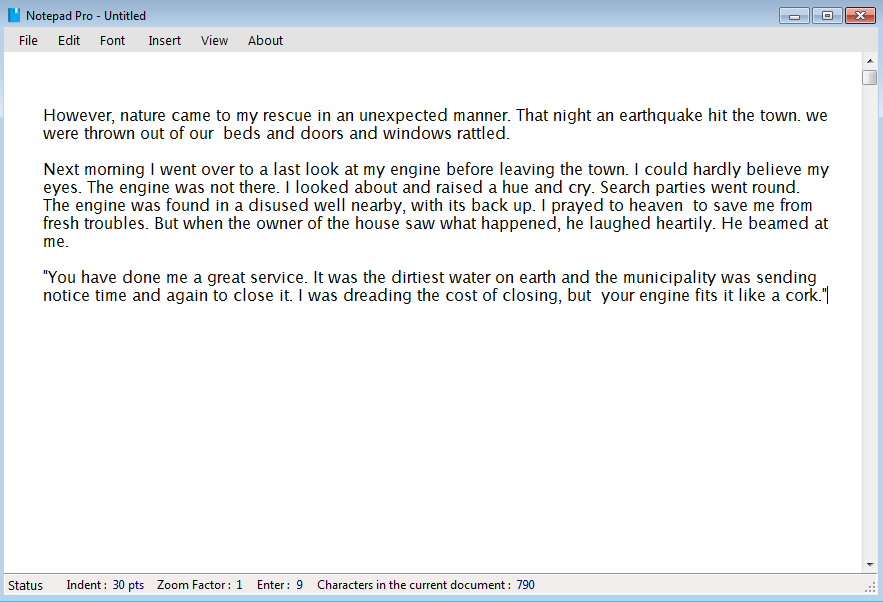 Notepad Pro - Untitled
File Edit Font Insert View About
However, nature came to my rescue in an unexpected manner. That night an earthquake hit the town. we
were thrown out of our  beds and doors and windows rattled.
Next morning I went over to a last look at my engine before leaving the town. I could hardly believe my
eyes. The engine was not there. I looked about and raised a hue and cry. Search parties went round.
The engine was found in a disused well nearby, with its back up. I prayed to heaven  to save me from
fresh troubles. But when the owner of the house saw what happened, he laughed heartily. He beamed at
me.
"You have done me a great service. It was the dirtiest water on earth and the municipality was sending
notice time and again to close it. I was dreading the cost of closing, but  your engine fits it like a cork."
Status Indent : 30 pts Zoom Factor : 1 Enter : 9 Characters in the current document : 790